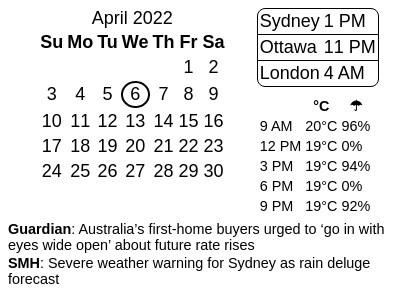 April 2022
Su Mo Tu We Th Fr Sa
1 2
3 4 5 6 7 8 9
10 11 12 13 14 15 16
17 18 19 20 21 22 23
24 25 26 27 28 29 30
Sydney 1 PM
Ottawa 11 PM
London 4 AM
°C ☂
9 AM 20°C 96%
12 PM 19°C 0%
3 PM 19°C 94%
6 PM 19°C 0%
9 PM 19°C 92%
Guardian: Australia’s first-home buyers urged to ‘go in with
eyes wide open’ about future rate rises
SMH: Severe weather warning for Sydney as rain deluge
forecast